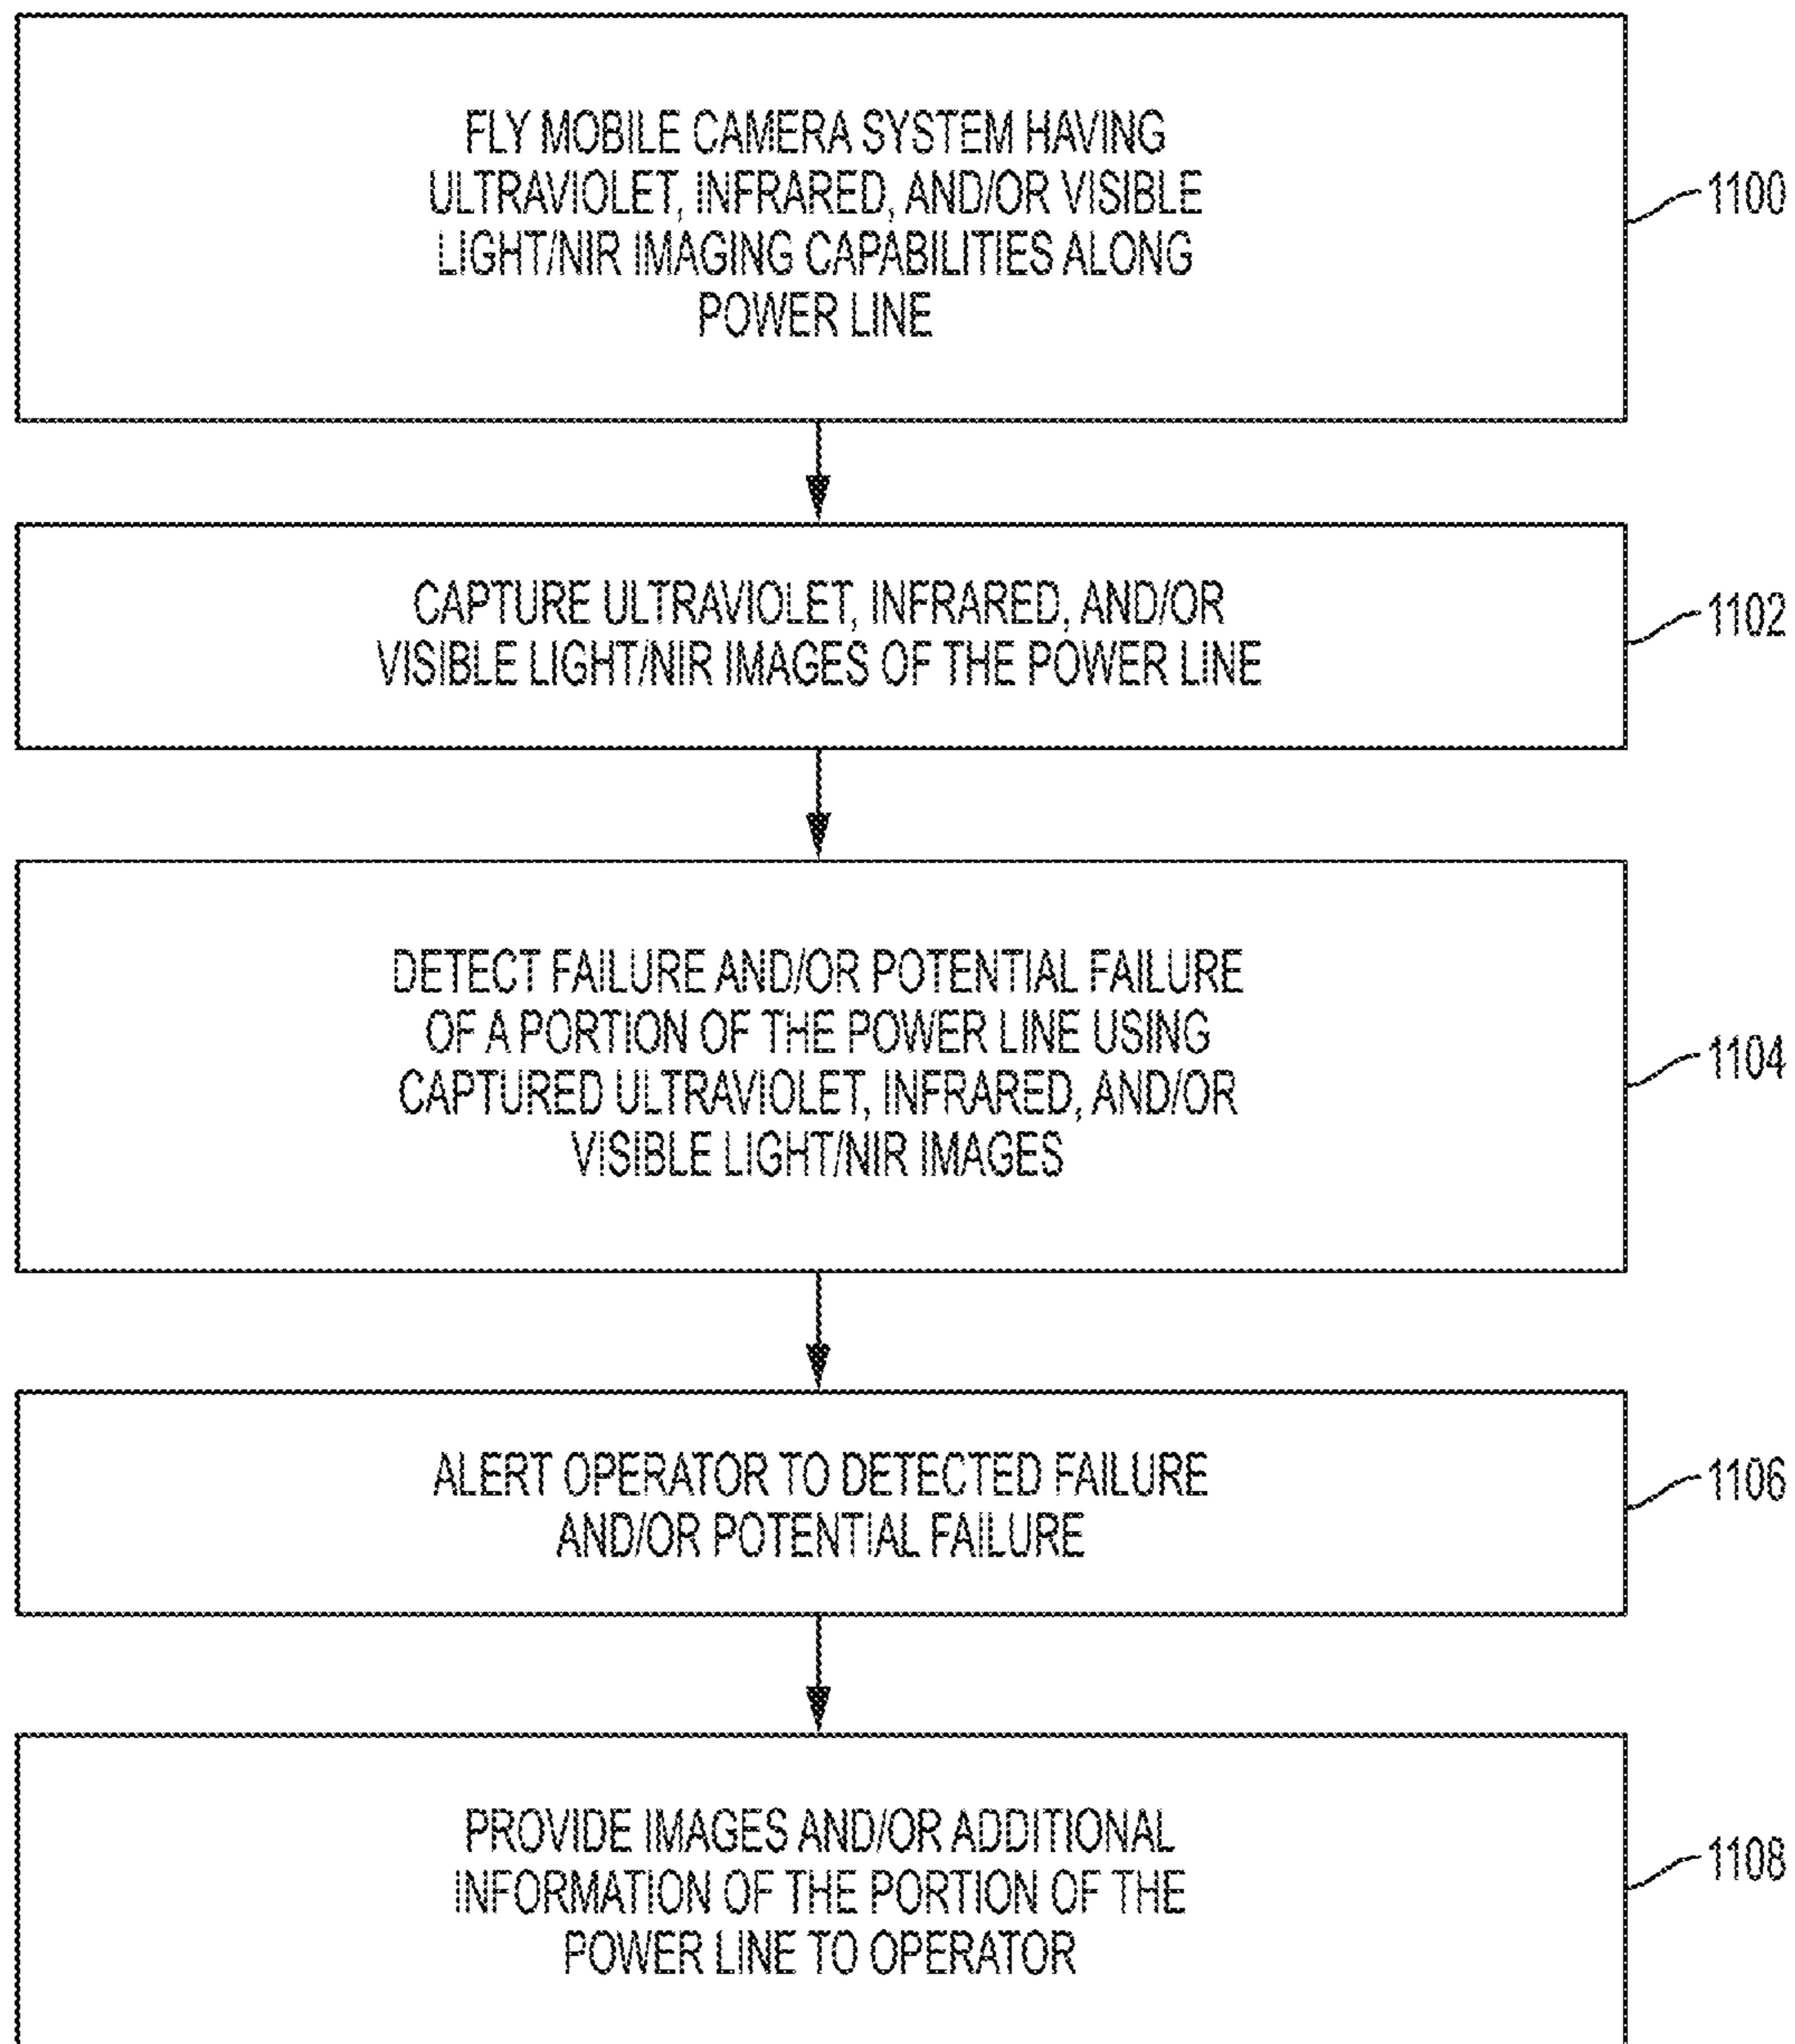 FLY MOBILE CAMERA SYSTEM HAVING
ULTRAVIOLET, INFRARED, AND/OR VISIBLE
LIGHT/NIR IMAGING CAPABILITIES ALONG
POWER LINE
1100
CAPTURE ULTRAVIOLET, INFRARED, AND/OR
VISIBLE LIGHT/NIR IMAGES OF THE POWER LINE
1102
DETECT FAILURE AND/OR POTENTIAL FAILURE
OF A PORTION OF THE POWER LINE USING
CAPTURED ULTRAVIOLET, INFRARED, AND/OR
VISIBLE LIGHT/NIR IMAGES
1104
ALERT OPERATOR TO DETECTED FAILURE
AND/OR POTENTIAL FAILURE
1106
PROVIDE IMAGES AND/OR ADDITIONAL
INFORMATION OF THE PORTION OF THE
POWER LINE TO OPERATOR
1108